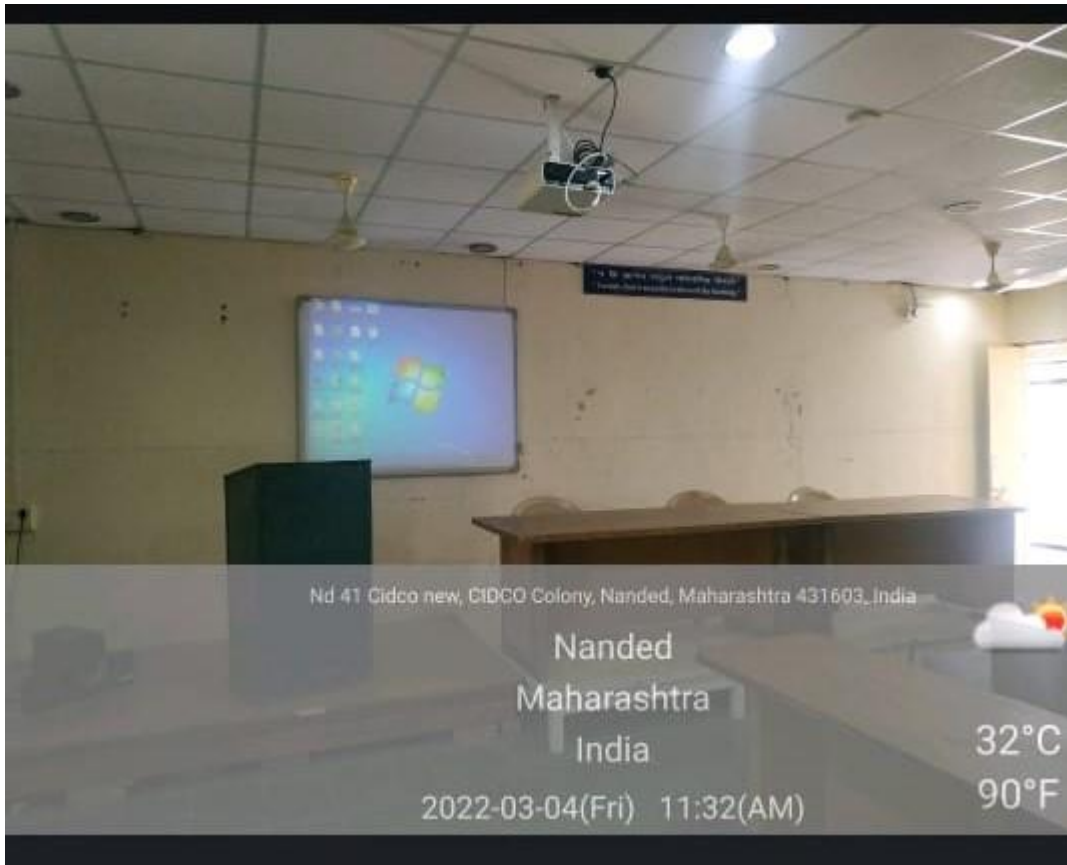 Nd 41 Cidco new, CIDCO Colony, Nanded, Maharashtra 431603, India
Nanded
Maharashtra
India
32°C
90°F
2022-03-04(Fri) 11:32(AM)